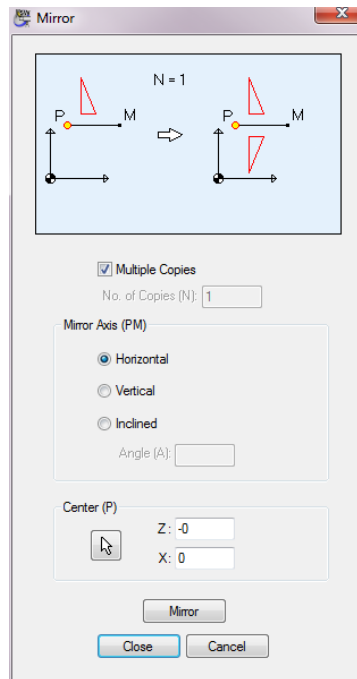 Mirror
N = 1
P M P M
Multiple Copies
No. of Copies (N): 1
Mirror Axis (PM)
Horizontal
Vertical
Inclined
Angle (A):
Center (P)
Z: -0
X: 0
Mirror
Close Cancel